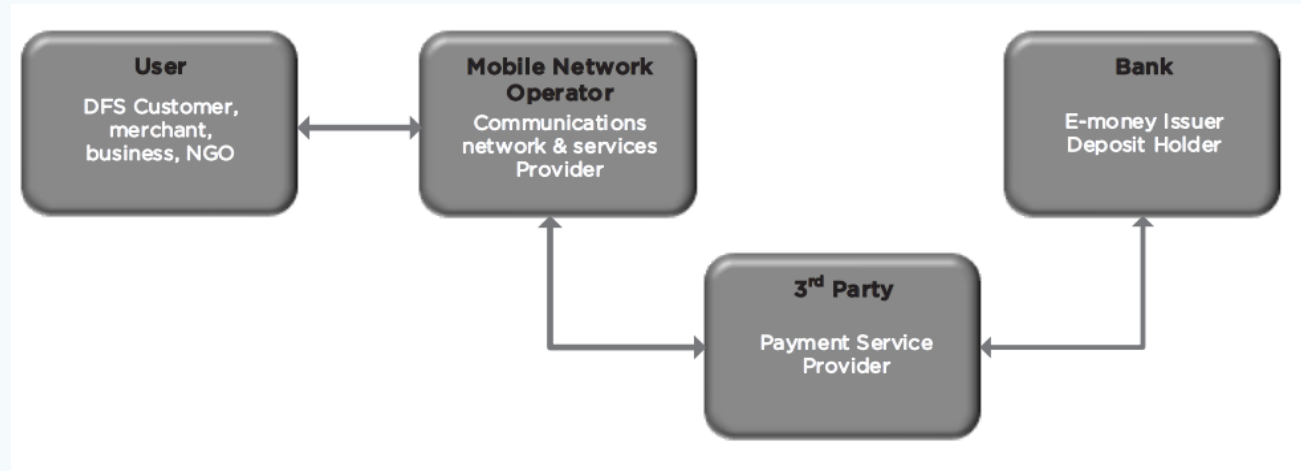 User
DFS Customer,
merchant,
business, NGO
Mobile Network
Operator
Communications
network & services
Provider
Bank
E-money Issuer
Deposit Holder
3rd Party
Payment Service
Provider